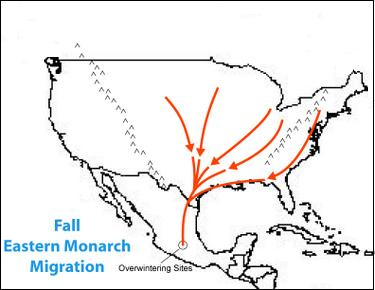 Fall
Eastern Monarch
Migration
Overwintering Sites